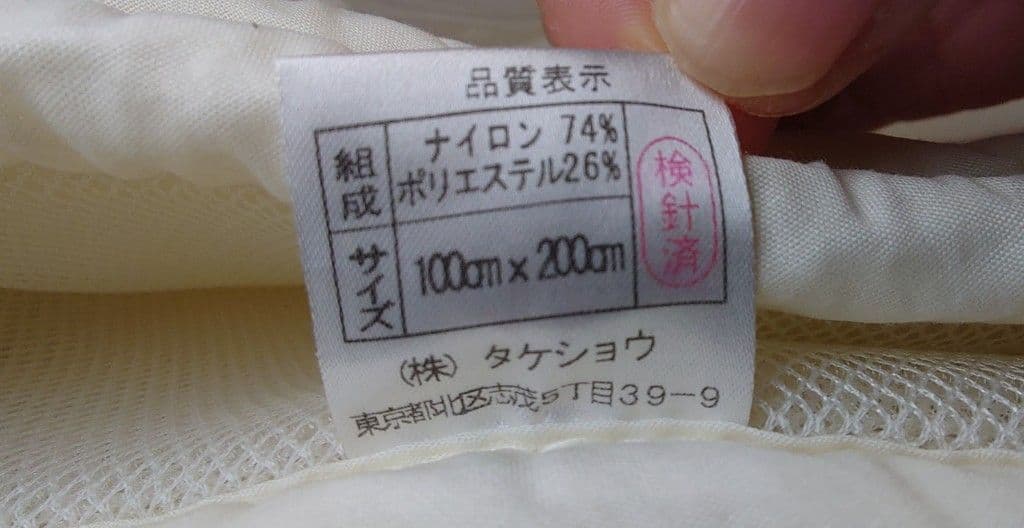 品質表示
組成
ナイロン 74%
ポリエステル26%
サイズ
100cm×200cm
検針済
(株) タケショウ
東京都北区志茂5丁目39-9